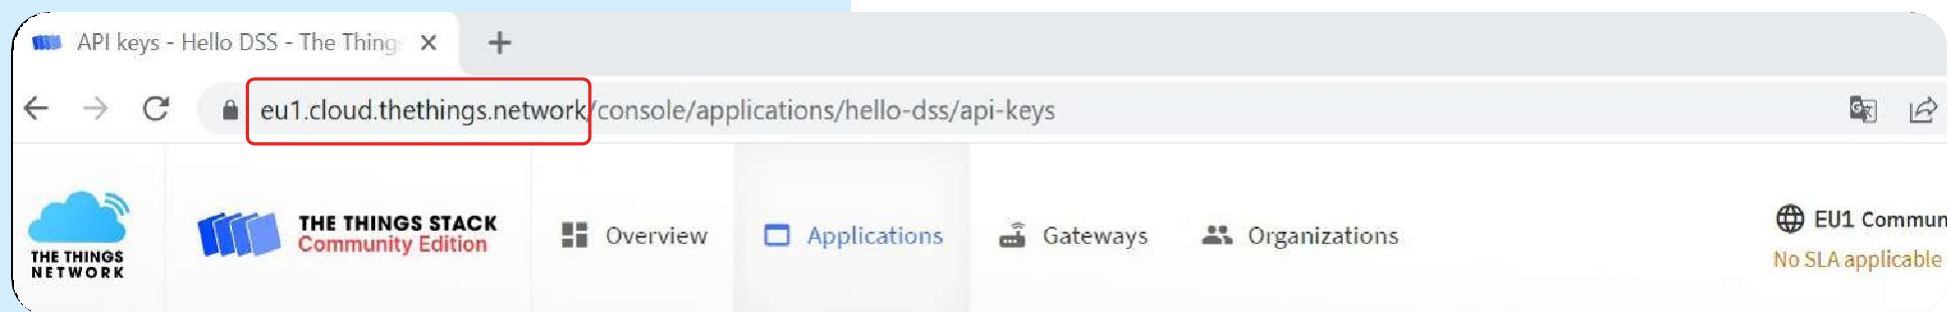 API keys - Hello DSS - The Thing
eu1.cloud.thethings.network/console/applications/hello-dss/api-keys
THE THINGS
NETWORK
THE THINGS STACK
Community Edition
Overview
Applications
Gateways
Organizations
EU1 Commun
No SLA applicable